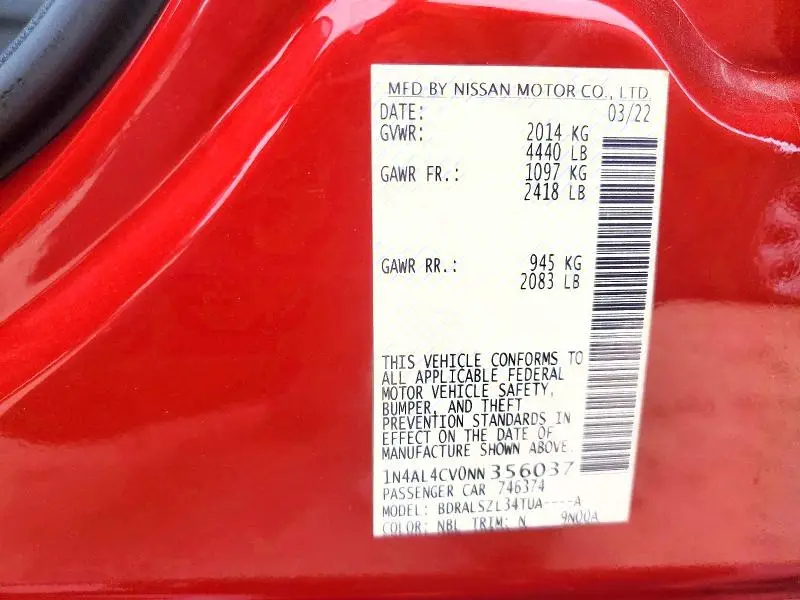 MFD BY NISSAN MOTOR CO., LTD.
DATE: 03/22
GVWR: 2014 KG
4440 LB
GAWR FR.: 1097 KG
2418 LB
GAWR RR.: 945 KG
2083 LB
THIS VEHICLE CONFORMS TO
ALL APPLICABLE FEDERAL
MOTOR VEHICLE SAFETY,
BUMPER, AND THEFT
PREVENTION STANDARDS IN
EFFECT ON THE DATE OF
MANUFACTURE SHOWN ABOVE.
1N4AL4CV0NN 356037
PASSENGER CAR 746374
MODEL: BDRALSZL34TUA----A
COLOR: NBL TRIM: N 9N00A